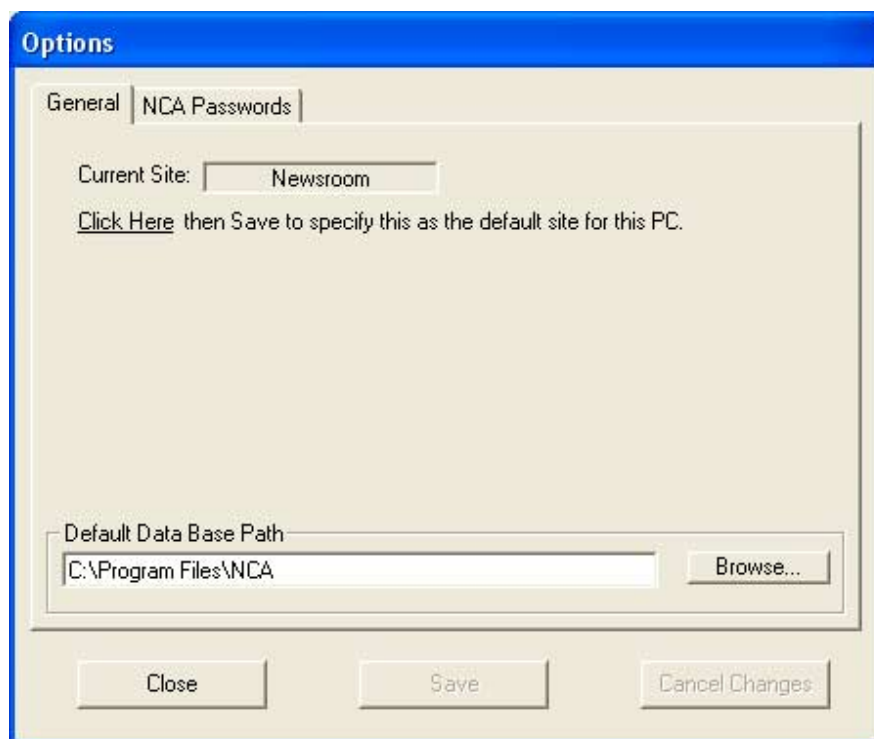 Options
General NCA Passwords
Current Site: Newsroom
Click Here then Save to specify this as the default site for this PC.
Default Data Base Path
C:\Program Files\NCA Browse...
Close Save Cancel Changes